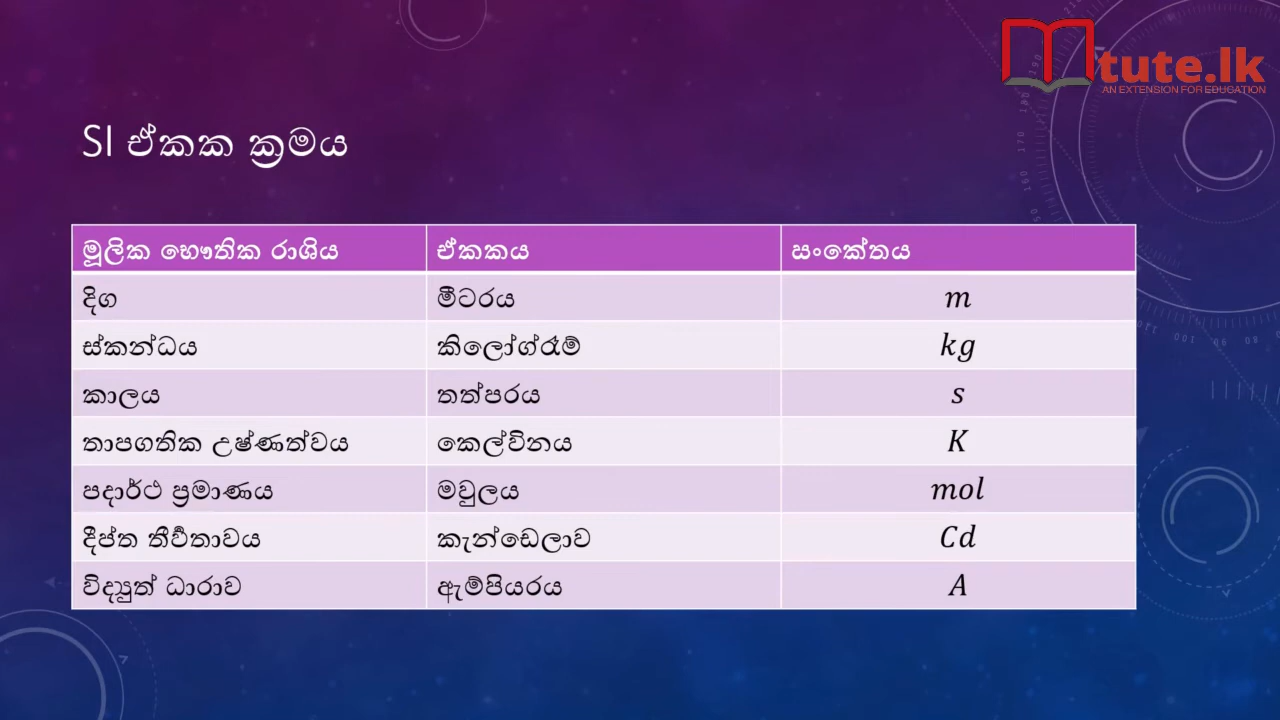 tute.lk
AN EXTENSION FOR EDUCATION
SI ඒකක ක්‍රමය
මූලික භෞතික රාශිය ඒකකය සංකේතය
දිග මීටරය m
ස්කන්ධය කිලෝග්රෑම් kg
කාලය තත්පරය s
තාපගතික උෂ්ණත්වය කෙල්විනය K
පදාර්ථ ප්‍රමාණය මවුලය mol
දීප්ත තීව්‍රතාවය කැන්ඩෙලාව Cd
විද්‍යුත් ධාරාව ඇම්පියරය A